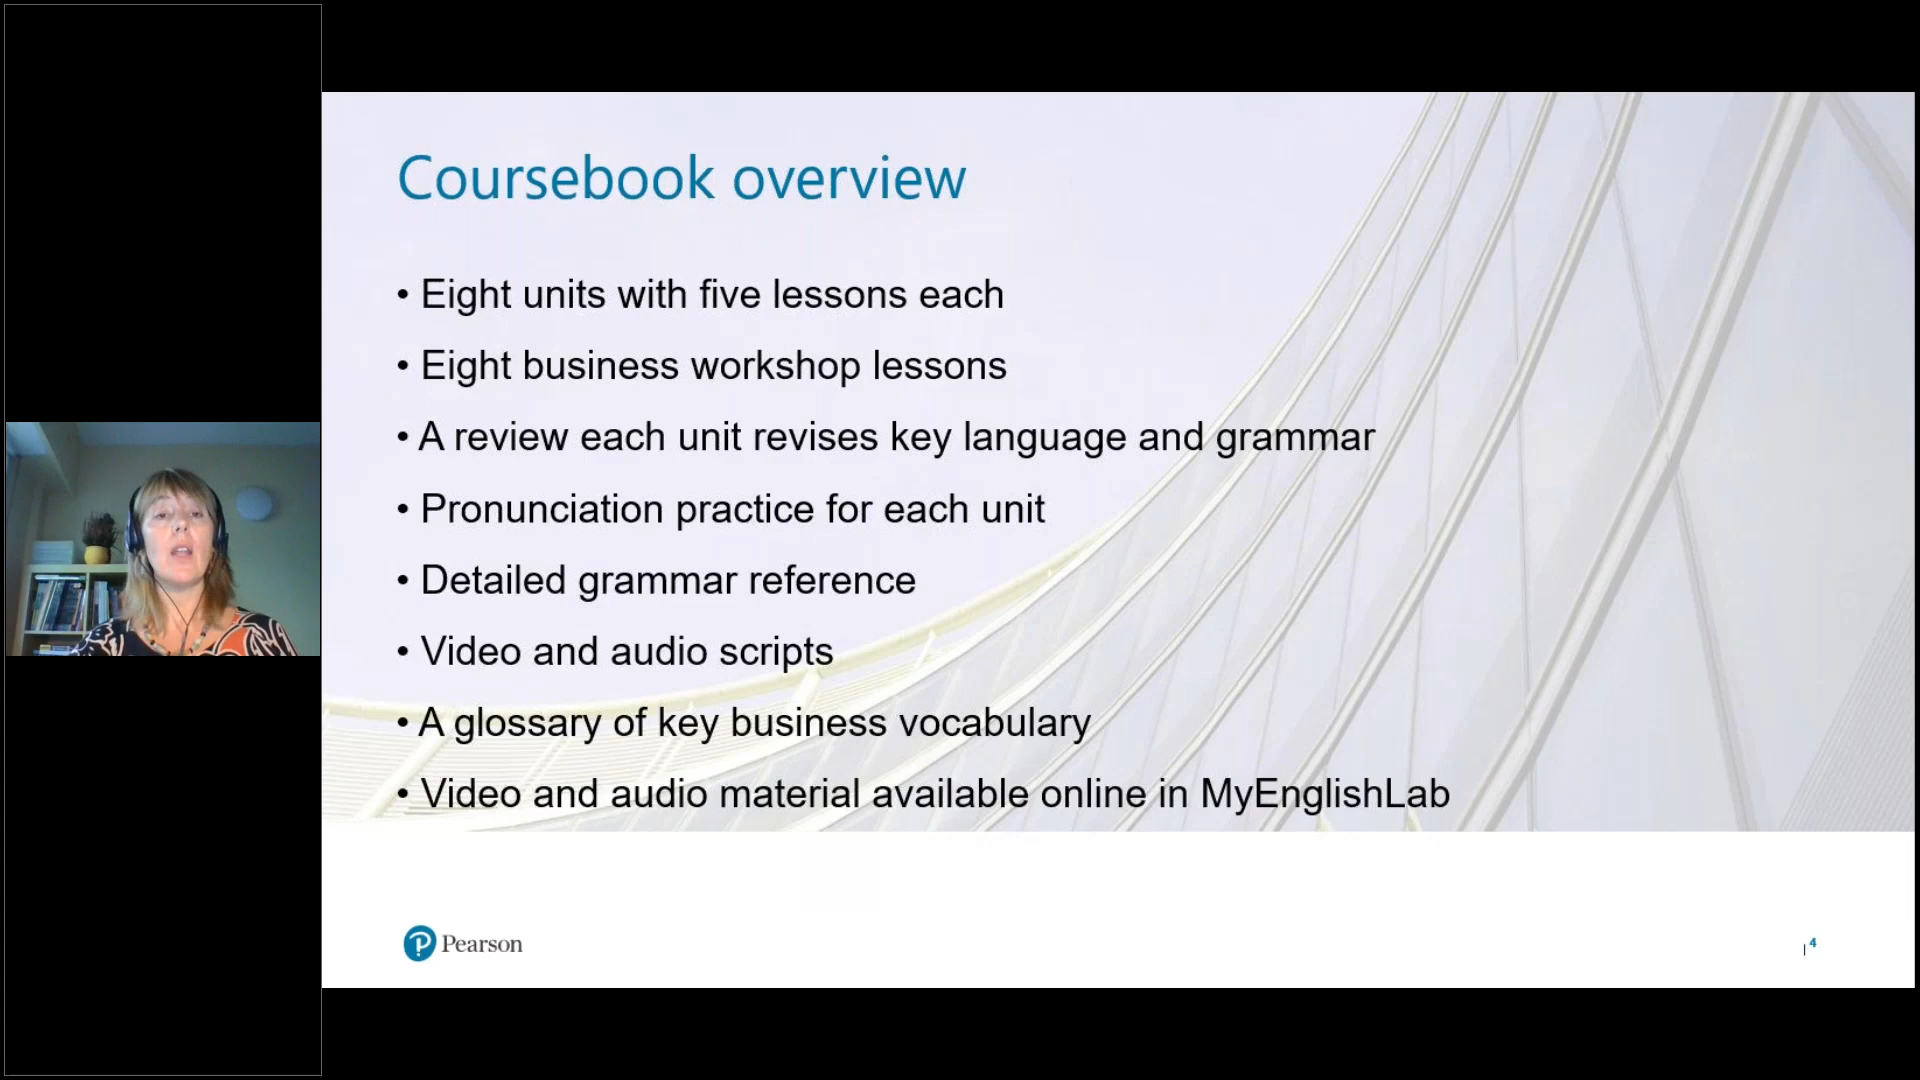 Coursebook overview
• Eight units with five lessons each
• Eight business workshop lessons
• A review each unit revises key language and grammar
• Pronunciation practice for each unit
• Detailed grammar reference
• Video and audio scripts
• A glossary of key business vocabulary
• Video and audio material available online in MyEnglishLab
P Pearson
| 4